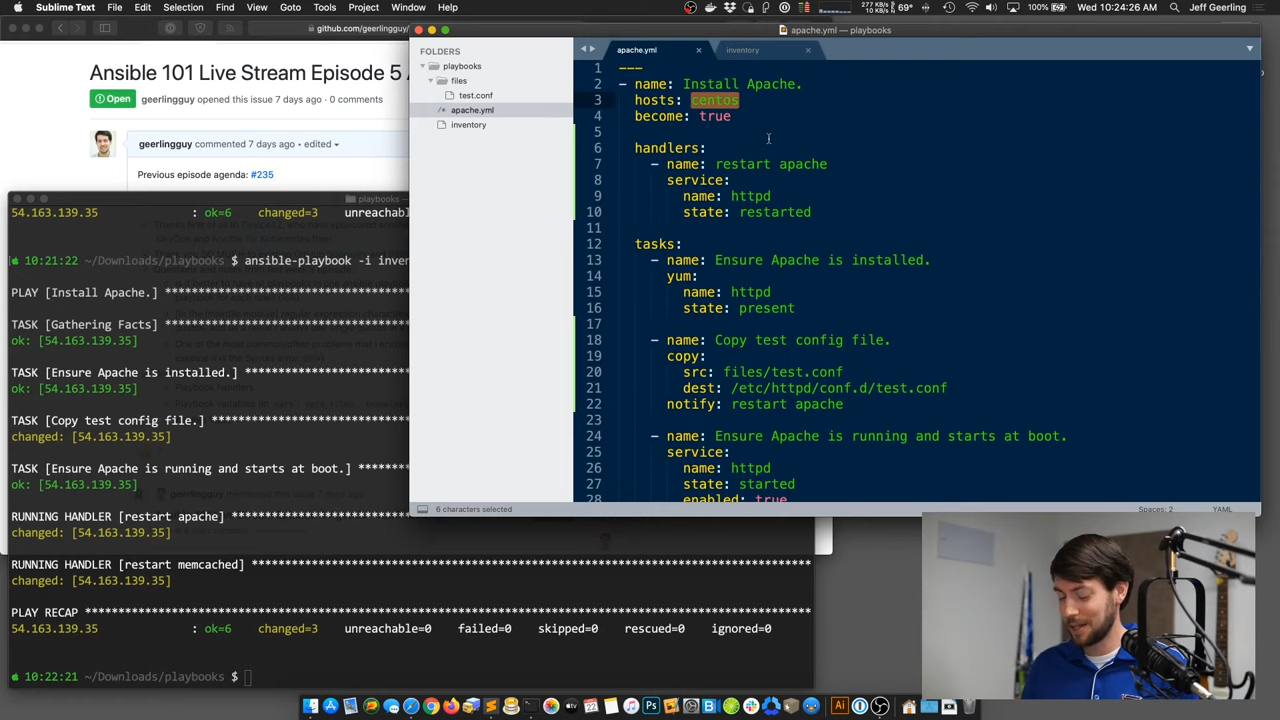 Sublime Text File Edit Selection Find View Goto Tools Project Window Help
277 KB/s
10 KB/s
69°
100%
Wed 10:24:26 AM Jeff Geerling
github.com/geerlingguy
Ansible 101 Live Stream Episode 5 A
Open geerlingguy opened this issue 7 days ago · 0 comments
geerlingguy commented 7 days ago • edited
Previous episode agenda: #235
apache.yml — playbooks
FOLDERS
playbooks
files
test.conf
apache.yml
inventory
apache.yml × inventory ×
1 ---
2 - name: Install Apache.
3 hosts: centos
4 become: true
5
6 handlers:
7 - name: restart apache
8 service:
9 name: httpd
10 state: restarted
11
12 tasks:
13 - name: Ensure Apache is installed.
14 yum:
15 name: httpd
16 state: present
17
18 - name: Copy test config file.
19 copy:
20 src: files/test.conf
21 dest: /etc/httpd/conf.d/test.conf
22 notify: restart apache
23
24 - name: Ensure Apache is running and starts at boot.
25 service:
26 name: httpd
27 state: started
28 enabled: true
6 characters selected
Spaces: 2 YAML
playbooks —
54.163.139.35 : ok=6 changed=3 unreachabl
10:21:22 ~/Downloads/playbooks $ ansible-playbook -i inven
PLAY [Install Apache.] ******************************
TASK [Gathering Facts] ******************************
ok: [54.163.139.35]
TASK [Ensure Apache is installed.] ********************
ok: [54.163.139.35]
TASK [Copy test config file.] ************************
changed: [54.163.139.35]
TASK [Ensure Apache is running and starts at boot.] *******
ok: [54.163.139.35]
RUNNING HANDLER [restart apache] ***********************
changed: [54.163.139.35]
RUNNING HANDLER [restart memcached] **********************************************************************
changed: [54.163.139.35]
PLAY RECAP *******************************************************************************************
54.163.139.35 : ok=6 changed=3 unreachable=0 failed=0 skipped=0 rescued=0 ignored=0
10:22:21 ~/Downloads/playbooks $